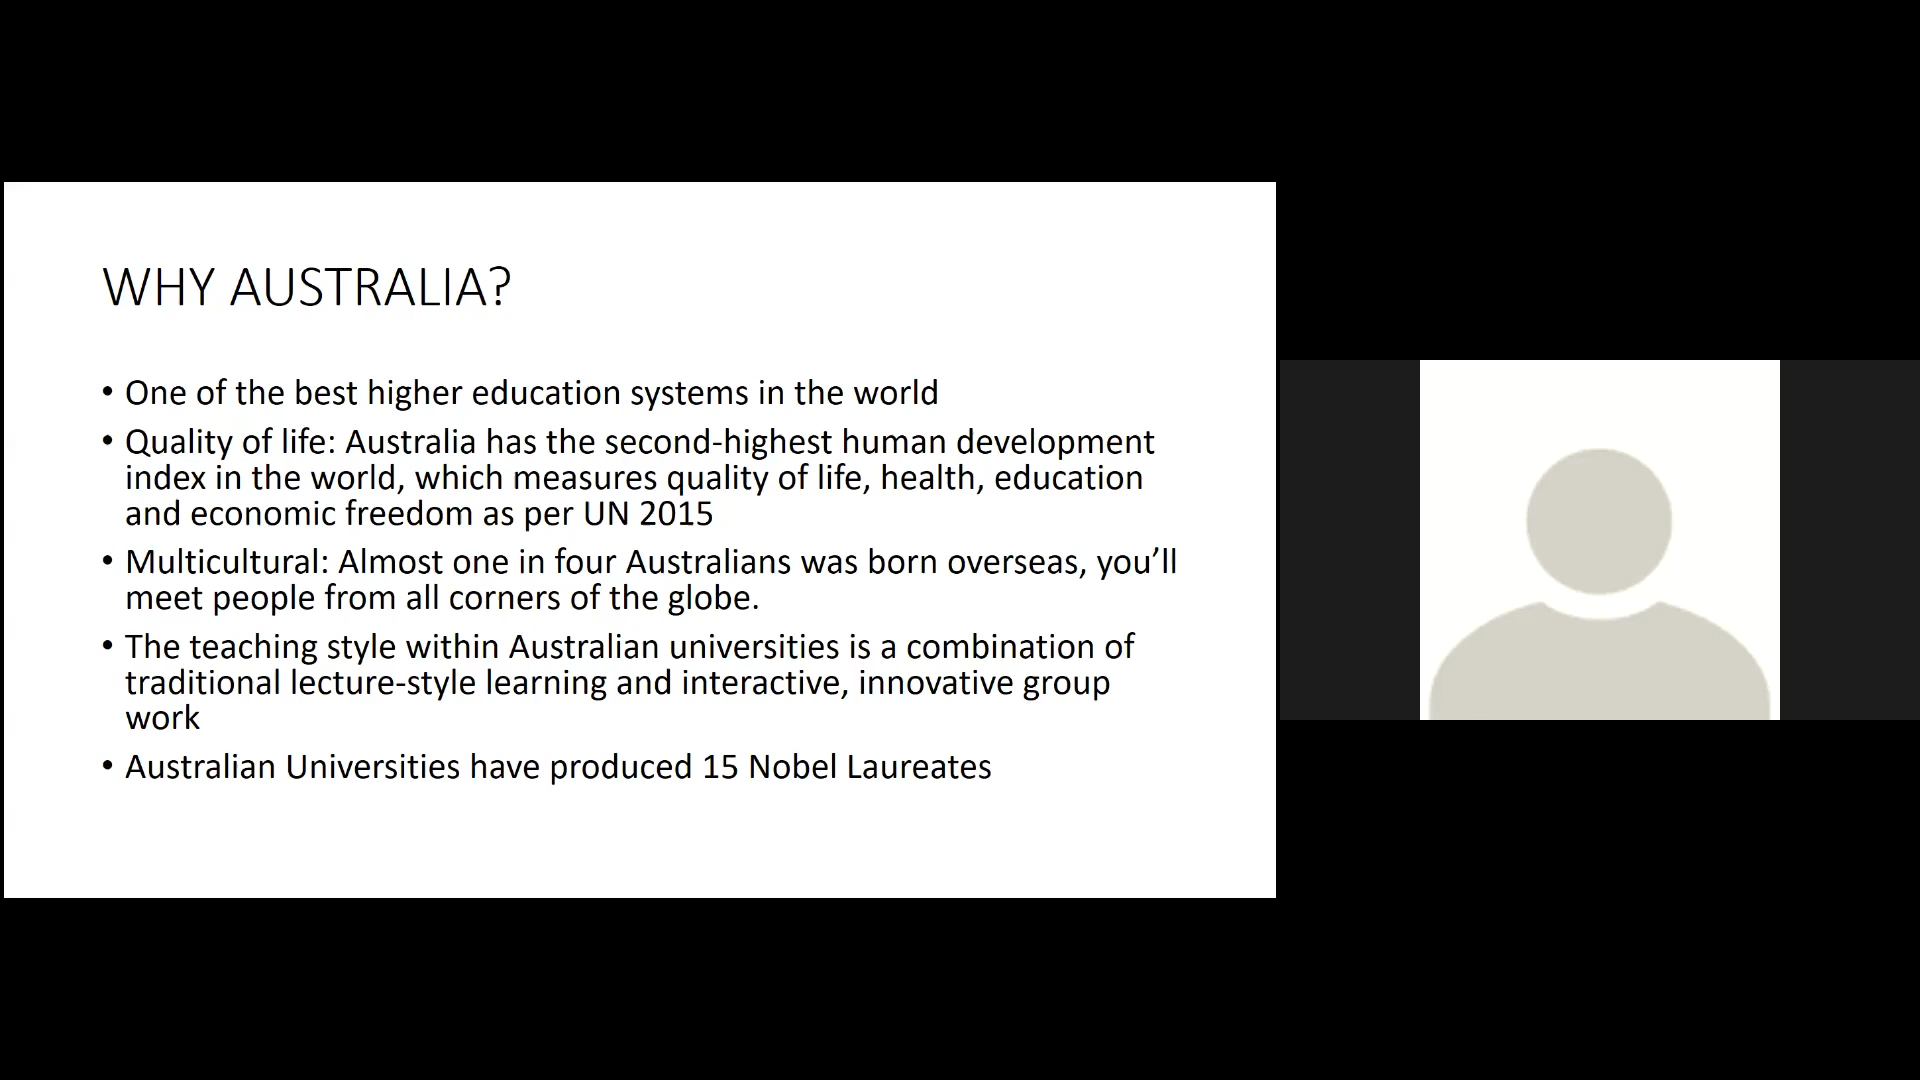 WHY AUSTRALIA?
• One of the best higher education systems in the world
• Quality of life: Australia has the second-highest human development
index in the world, which measures quality of life, health, education
and economic freedom as per UN 2015
• Multicultural: Almost one in four Australians was born overseas, you’ll
meet people from all corners of the globe.
• The teaching style within Australian universities is a combination of
traditional lecture-style learning and interactive, innovative group
work
• Australian Universities have produced 15 Nobel Laureates